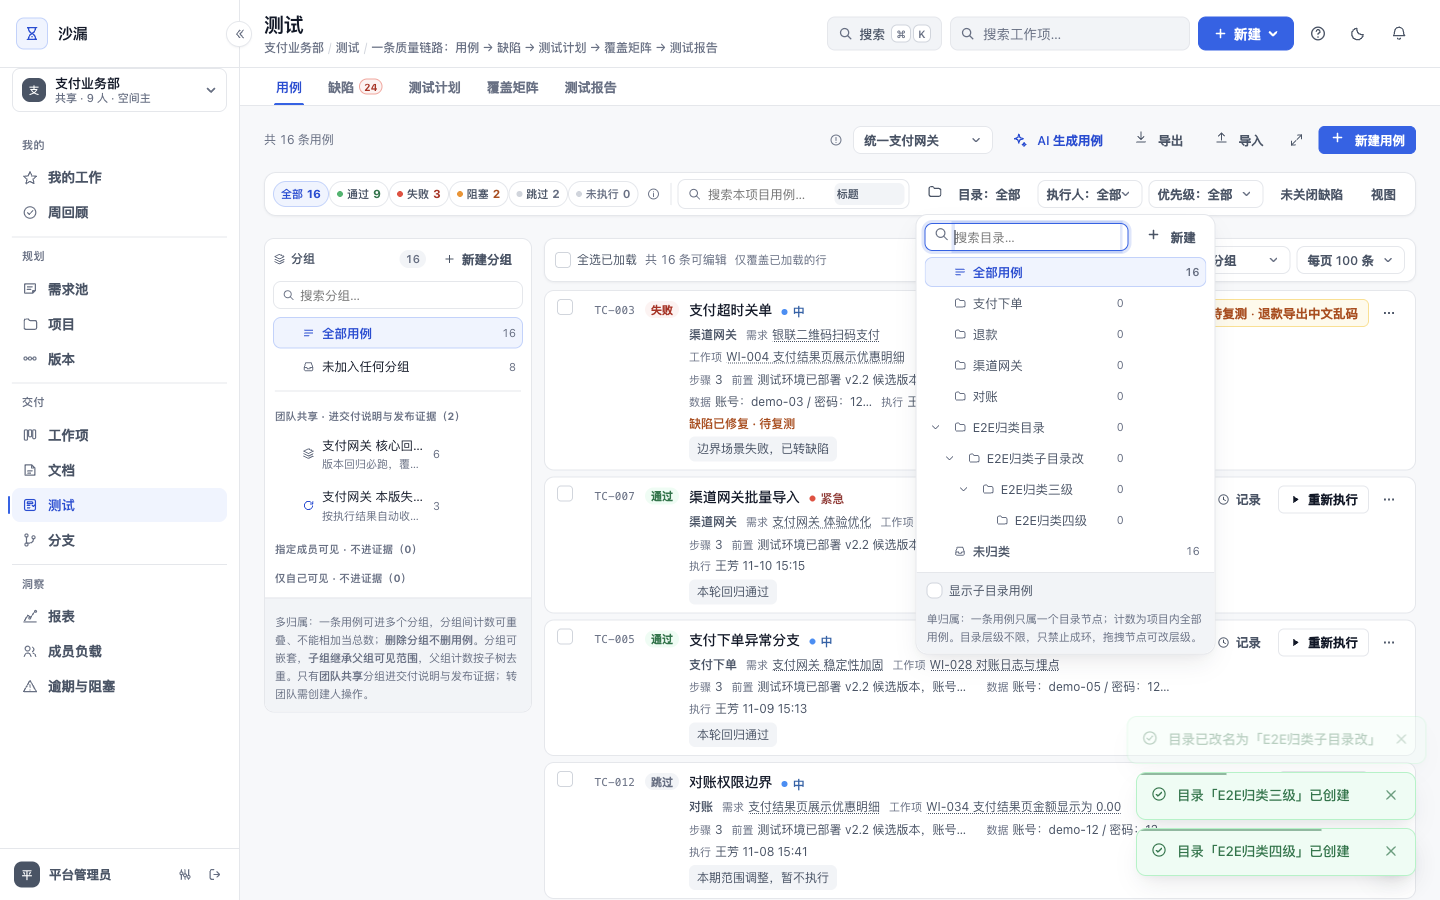 沙漏
测试
支付业务部 / 测试 / 一条质量链路：用例 → 缺陷 → 测试计划 → 覆盖矩阵 → 测试报告
搜索 ⌘ K
搜索工作项...
+ 新建
支 支付业务部
共享 · 9 人 · 空间主
用例
缺陷 24
测试计划
覆盖矩阵
测试报告
我的
我的工作
周回顾
规划
需求池
项目
版本
交付
工作项
文档
测试
分支
洞察
报表
成员负载
逾期与阻塞
平 平台管理员
共 16 条用例
统一支付网关
AI 生成用例
导出
导入
+ 新建用例
全部 16
通过 9
失败 3
阻塞 2
跳过 2
未执行 0
搜索本项目用例...
标题
目录：全部
执行人：全部
优先级：全部
未关闭缺陷
视图
分组 16
+ 新建分组
搜索分组...
全部用例 16
未加入任何分组 8
团队共享 · 进交付说明与发布证据（2）
支付网关 核心回... 6
版本回归必跑，覆...
支付网关 本版失... 3
按执行结果自动收...
指定成员可见 · 不进证据（0）
仅自己可见 · 不进证据（0）
多归属：一条用例可进多个分组，分组间计数可重
叠、不能相加当总数；删除分组不删用例。分组可
嵌套，子组继承父组可见范围，父组计数按子树去
重。只有团队共享分组进交付说明与发布证据；转
团队需创建人操作。
全选已加载 共 16 条可编辑 仅覆盖已加载的行
分组
每页 100 条
TC-003 失败 支付超时关单 中
渠道网关 需求 银联二维码扫码支付
工作项 WI-004 支付结果页展示优惠明细
步骤 3 前置 测试环境已部署 v2.2 候选版本
数据 账号：demo-03 / 密码：12... 执行 王
缺陷已修复 · 待复测
边界场景失败，已转缺陷
待复测 · 退款导出中文乱码
TC-007 通过 渠道网关批量导入 紧急
渠道网关 需求 支付网关 体验优化 工作项
步骤 3 前置 测试环境已部署 v2.2 候选版本
执行 王芳 11-10 15:15
本轮回归通过
记录
重新执行
TC-005 通过 支付下单异常分支 中
支付下单 需求 支付网关 稳定性加固 工作项 WI-028 对账日志与埋点
步骤 3 前置 测试环境已部署 v2.2 候选版本，账号... 数据 账号：demo-05 / 密码：12...
执行 王芳 11-09 15:13
本轮回归通过
记录
重新执行
TC-012 跳过 对账权限边界 中
对账 需求 支付结果页展示优惠明细 工作项 WI-034 支付结果页金额显示为 0.00
步骤 3 前置 测试环境已部署 v2.2 候选版本，账号... 数据 账号：demo-12 / 密码：12...
执行 王芳 11-08 15:41
本期范围调整，暂不执行
搜索目录...
+ 新建
全部用例 16
支付下单 0
退款 0
渠道网关 0
对账 0
E2E归类目录 0
E2E归类子目录改 0
E2E归类三级 0
E2E归类四级 0
未归类 16
显示子目录用例
单归属：一条用例只属一个目录节点；计数为项目内全部
用例。目录层级不限，只禁止成环，拖拽节点可改层级。
目录已改名为「E2E归类子目录改」
目录「E2E归类三级」已创建
目录「E2E归类四级」已创建